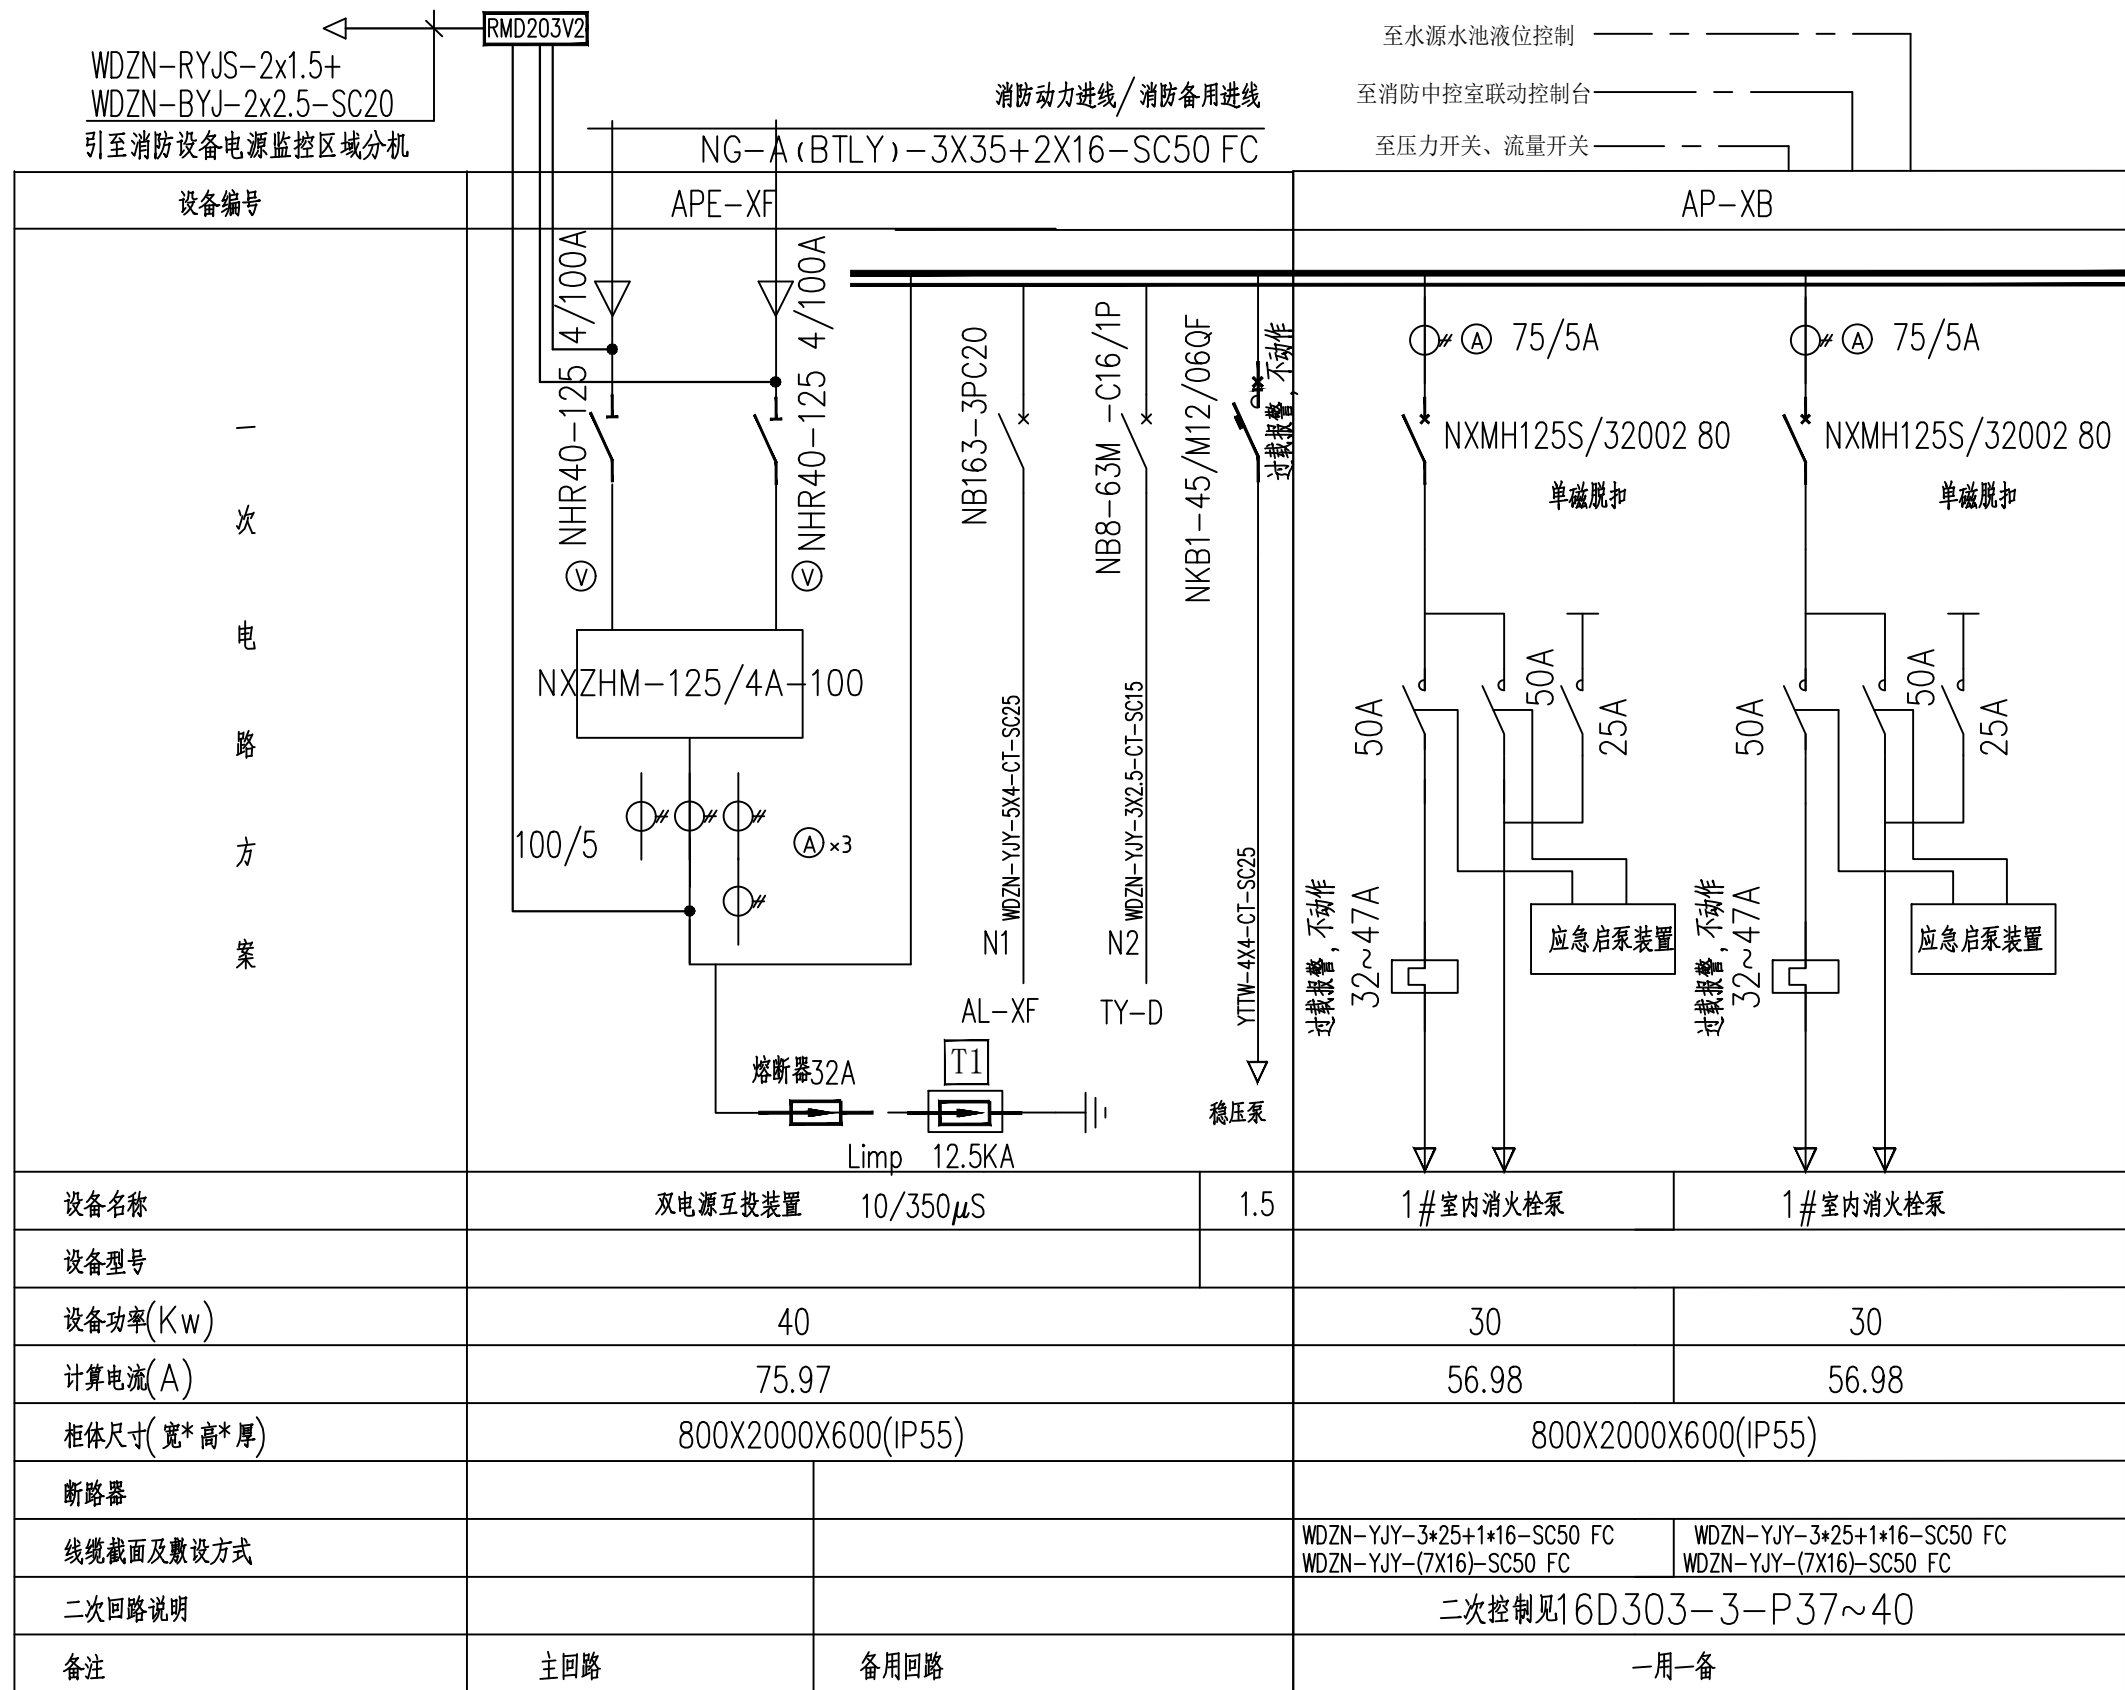 RMD203V2
WDZN-RYJS-2x1.5+
WDZN-BYJ-2x2.5-SC20
引至消防设备电源监控区域分机
消防动力进线/消防备用进线
NG-A(BTLY)-3X35+2X16-SC50 FC
至水源水池液位控制
至消防中控室联动控制台
至压力开关、流量开关
设备编号
APE-XF
AP-XB
一次电路方案
NHR40-125 4/100A
NHR40-125 4/100A
V
V
NXZHM-125/4A-100
100/5
A ×3
NB163-3PC20
WDZN-YJY-5X4-CT-SC25
N1
AL-XF
NB8-63M -C16/1P
WDZN-YJY-3X2.5-CT-SC15
N2
TY-D
NKB1-45/M12/06QF
过载报警，不动作
YTTW-4X4-CT-SC25
稳压泵
熔断器32A
T1
Limp 12.5KA
A 75/5A
NXMH125S/32002 80
单磁脱扣
50A
50A
25A
过载报警，不动作
32~47A
应急启泵装置
A 75/5A
NXMH125S/32002 80
单磁脱扣
50A
50A
25A
过载报警，不动作
32~47A
应急启泵装置
设备名称
双电源互投装置 10/350μS
1.5
1#室内消火栓泵
1#室内消火栓泵
设备型号
设备功率(Kw)
40
30
30
计算电流(A)
75.97
56.98
56.98
柜体尺寸(宽*高*厚)
800X2000X600(IP55)
800X2000X600(IP55)
断路器
线缆截面及敷设方式
WDZN-YJY-3*25+1*16-SC50 FC
WDZN-YJY-(7X16)-SC50 FC
WDZN-YJY-3*25+1*16-SC50 FC
WDZN-YJY-(7X16)-SC50 FC
二次回路说明
二次控制见16D303-3-P37~40
备注
主回路
备用回路
一用一备